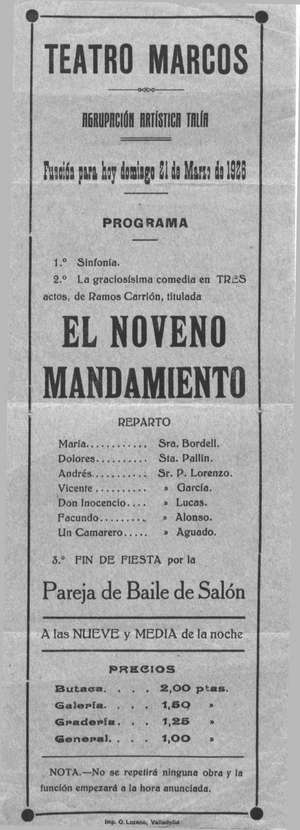 TEATRO MARCOS
AGRUPACIÓN ARTÍSTICA TALÍA
Función para hoy domingo 21 de Marzo de 1926
PROGRAMA
1.º Sinfonía.
2.º La graciosísima comedia en TRES
actos, de Ramos Carrión, titulada
EL NOVENO
MANDAMIENTO
REPARTO
María............ Sra. Bordell.
Dolores.......... Sta. Pallín.
Andrés........... Sr. P. Lorenzo.
Vicente .......... » García.
Don Inocencio .... » Lucas.
Facundo......... » Alonso.
Un Camarero..... » Aguado.
3.º FIN DE FIESTA por la
Pareja de Baile de Salón
A las NUEVE y MEDIA de la noche
PRECIOS
Butaca. . . . 2,00 ptas.
Galería. . . . 1,50 »
Gradería. . . 1,25 »
General. . . . 1,00 »
NOTA.—No se repetirá ninguna obra y la
función empezará a la hora anunciada.
Imp. G. Lozano, Valladolid